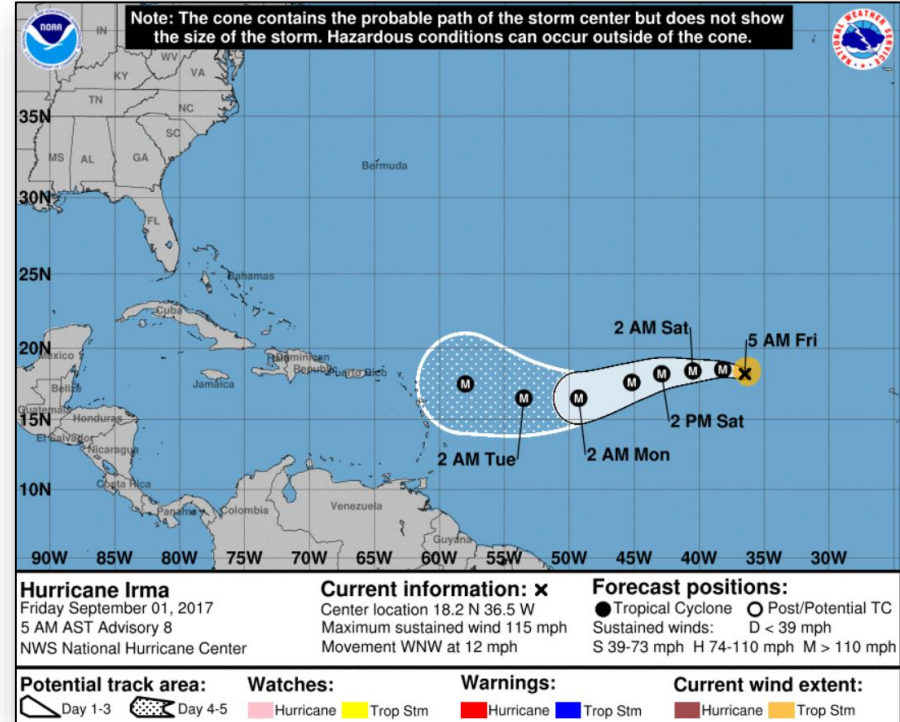 Note: The cone contains the probable path of the storm center but does not show
the size of the storm. Hazardous conditions can occur outside of the cone.
NOAA
NATIONAL WEATHER SERVICE
IN
WV
KY
VA
TN
NC
35N
SC
MS
AL
GA
Bermuda
30N
FL
25N
Bahamas
Cuba
2 AM Sat
5 AM Fri
20N
Mexico
Dominican
Republic
Puerto Rico
Belize
Jamaica
M
M
M
M
M
M
M
M
Guatemala
15N
Honduras
2 PM Sat
El Salvador
Nicaragua
2 AM Tue
2 AM Mon
10N
Costa Rica
Panama
Colombia
Venezuela
Guyana
90W 85W 80W 75W 70W 65W 60W 55W 50W 45W 40W 35W 30W
Hurricane Irma
Friday September 01, 2017
5 AM AST Advisory 8
NWS National Hurricane Center
Current information: x
Center location 18.2 N 36.5 W
Maximum sustained wind 115 mph
Movement WNW at 12 mph
Forecast positions:
Tropical Cyclone Post/Potential TC
Sustained winds: D < 39 mph
S 39-73 mph H 74-110 mph M > 110 mph
Potential track area:
Day 1-3 Day 4-5
Watches:
Hurricane Trop Stm
Warnings:
Hurricane Trop Stm
Current wind extent:
Hurricane Trop Stm